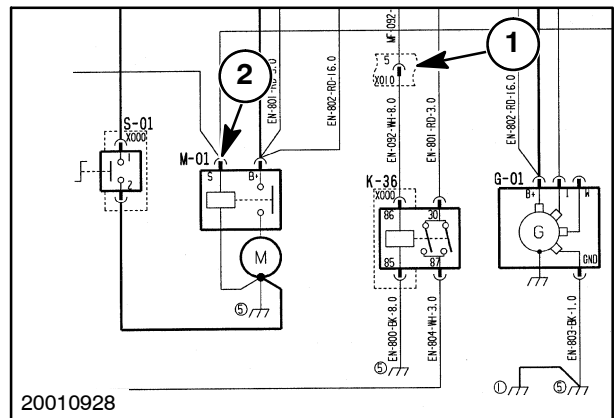 MF-092-
1
5
X010
2
EN-801-RD-3.0
EN-802-RD-16.0
EN-092-WH-8.0
EN-801-RD-3.0
EN-802-RD-16.0
S-01
X000
1
2
M-01
S
B+
M
5
K-36
X000
86
30
85
87
EN-800-BK-8.0
EN-804-WH-3.0
5
G-01
B+
I
W
G
GND
EN-803-BK-1.0
1
5
20010928